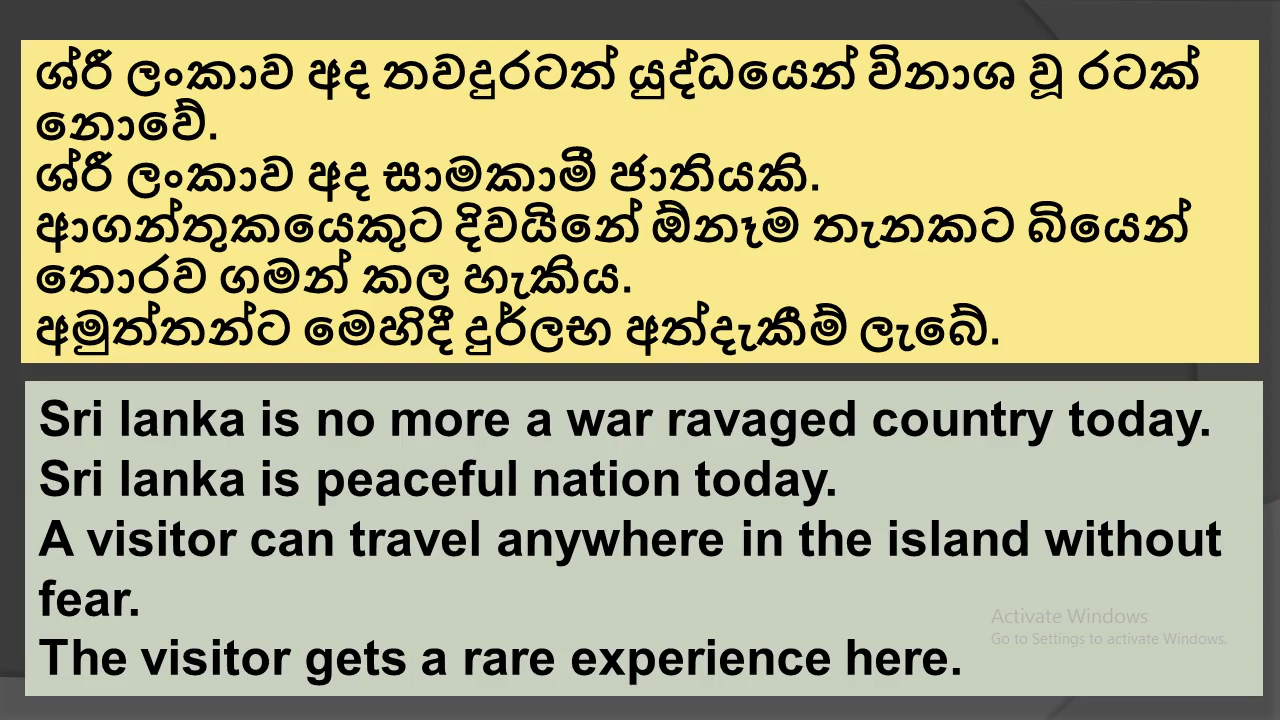 ශ්රී ලංකාව අද තවදුරටත් යුද්ධයෙන් විනාශ වූ රටක්
නොවේ.
ශ්රී ලංකාව අද සාමකාමී ජාතියකි.
ආගන්තුකයෙකුට දිවයිනේ ඕනෑම තැනකට බියෙන්
තොරව ගමන් කල හැකිය.
අමුත්තන්ට මෙහිදී දුර්ලභ අත්දැකීම් ලැබේ.
Sri lanka is no more a war ravaged country today.
Sri lanka is peaceful nation today.
A visitor can travel anywhere in the island without
fear.
The visitor gets a rare experience here.
Activate Windows
Go to Settings to activate Windows.